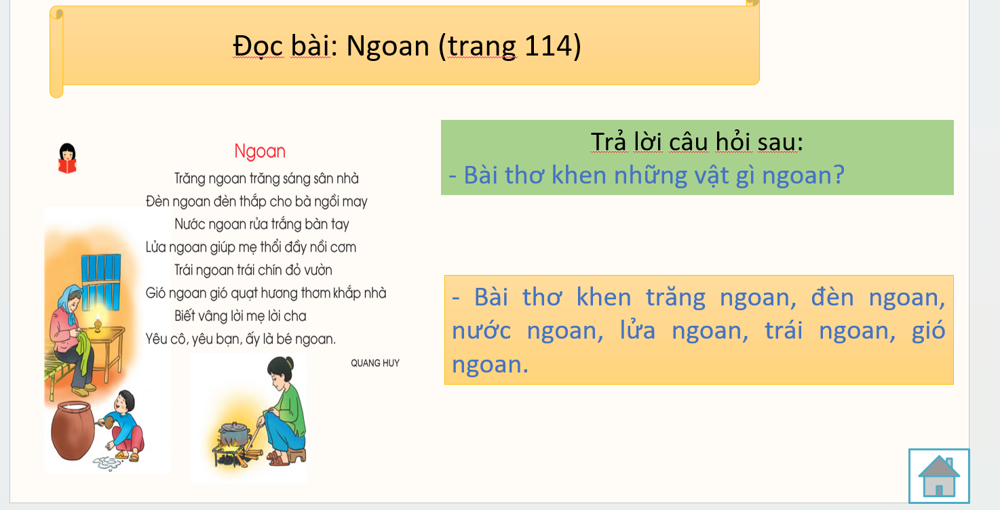 Đọc bài: Ngoan (trang 114)
Ngoan
Trăng ngoan trăng sáng sân nhà
Đèn ngoan đèn thắp cho bà ngồi may
Nước ngoan rửa trắng bàn tay
Lửa ngoan giúp mẹ thổi đầy nồi cơm
Trái ngoan trái chín đỏ vườn
Gió ngoan gió quạt hương thơm khắp nhà
Biết vâng lời mẹ lời cha
Yêu cô, yêu bạn, ấy là bé ngoan.
QUANG HUY
Trả lời câu hỏi sau:
- Bài thơ khen những vật gì ngoan?
- Bài thơ khen trăng ngoan, đèn ngoan,
nước ngoan, lửa ngoan, trái ngoan, gió
ngoan.